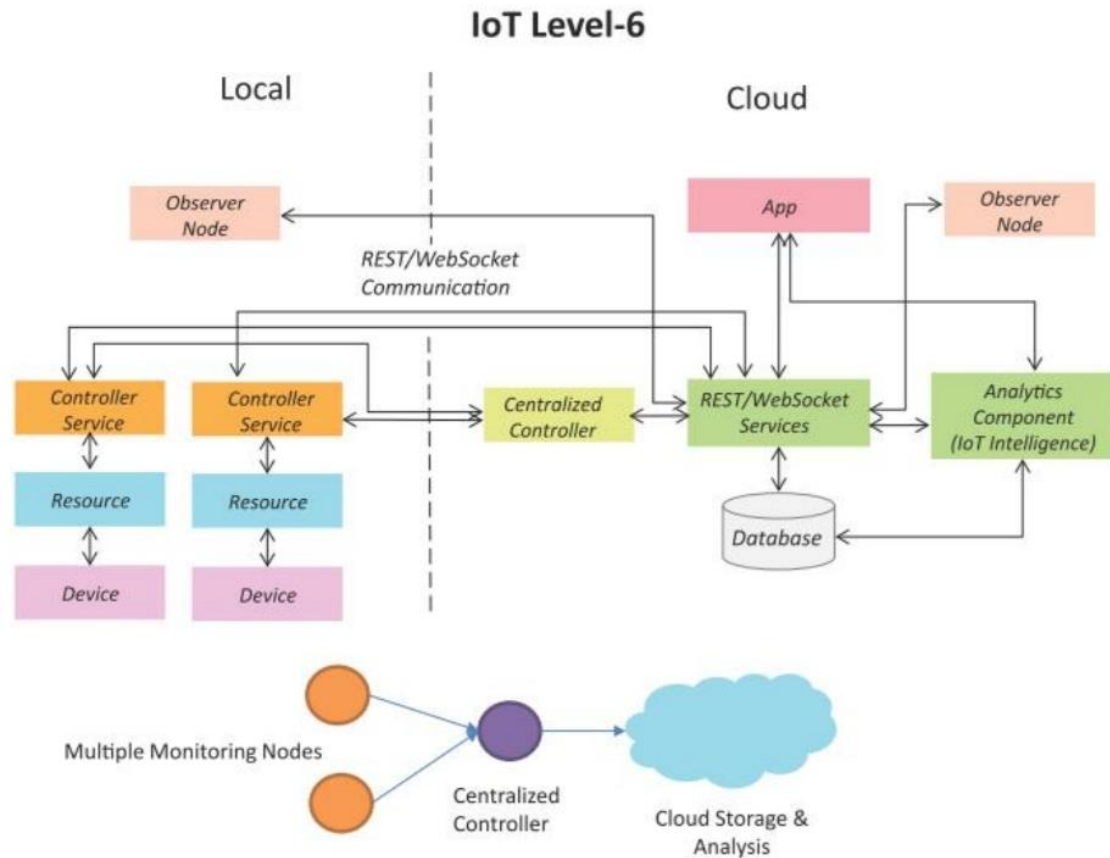 IoT Level-6
Local
Cloud
Observer
Node
App
Observer
Node
REST/WebSocket
Communication
Controller
Service
Controller
Service
Centralized
Controller
REST/WebSocket
Services
Analytics
Component
(IoT Intelligence)
Resource
Resource
Database
Device
Device
Multiple Monitoring Nodes
Centralized
Controller
Cloud Storage &
Analysis